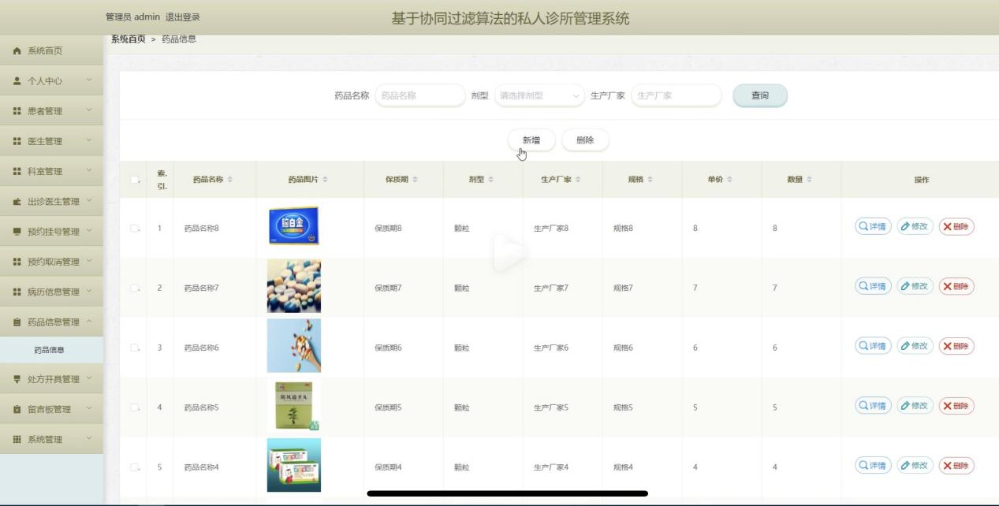 管理员 admin 退出登录
基于协同过滤算法的私人诊所管理系统
系统首页 > 药品信息
系统首页
个人中心
患者管理
医生管理
科室管理
出诊医生管理
预约挂号管理
预约取消管理
病历信息管理
药品信息管理
药品信息
处方开具管理
留言板管理
系统管理
药品名称 药品名称 剂型 请选择剂型 生产厂家 生产厂家 查询
新增 删除
索. 引. 药品名称 药品图片 保质期 剂型 生产厂家 规格 单价 数量 操作
1 药品名称8 脑白金 保质期8 颗粒 生产厂家8 规格8 8 8 详情 修改 删除
2 药品名称7 保质期7 颗粒 生产厂家7 规格7 7 7 详情 修改 删除
3 药品名称6 保质期6 颗粒 生产厂家6 规格6 6 6 详情 修改 删除
4 药品名称5 防风通圣丸 保质期5 颗粒 生产厂家5 规格5 5 5 详情 修改 删除
5 药品名称4 保质期4 颗粒 生产厂家4 规格4 4 4 详情 修改 删除